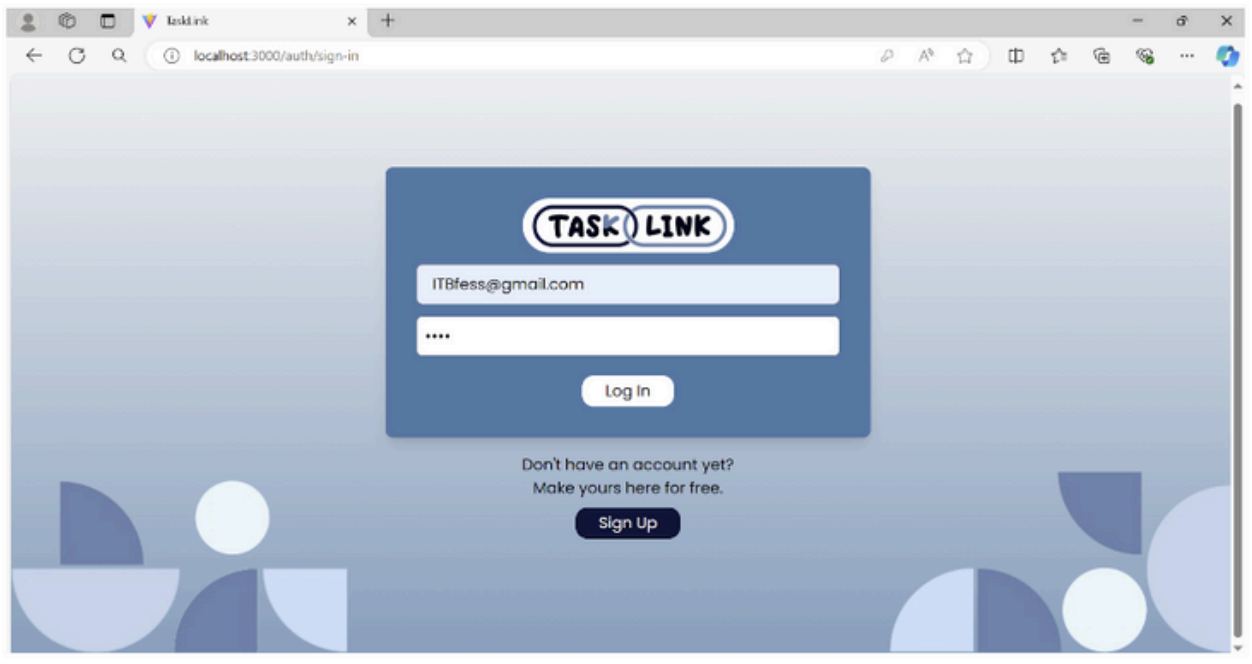 TaskLink
localhost:3000/auth/sign-in
TASK LINK
ITBfess@gmail.com
••••
Log In
Don't have an account yet?
Make yours here for free.
Sign Up